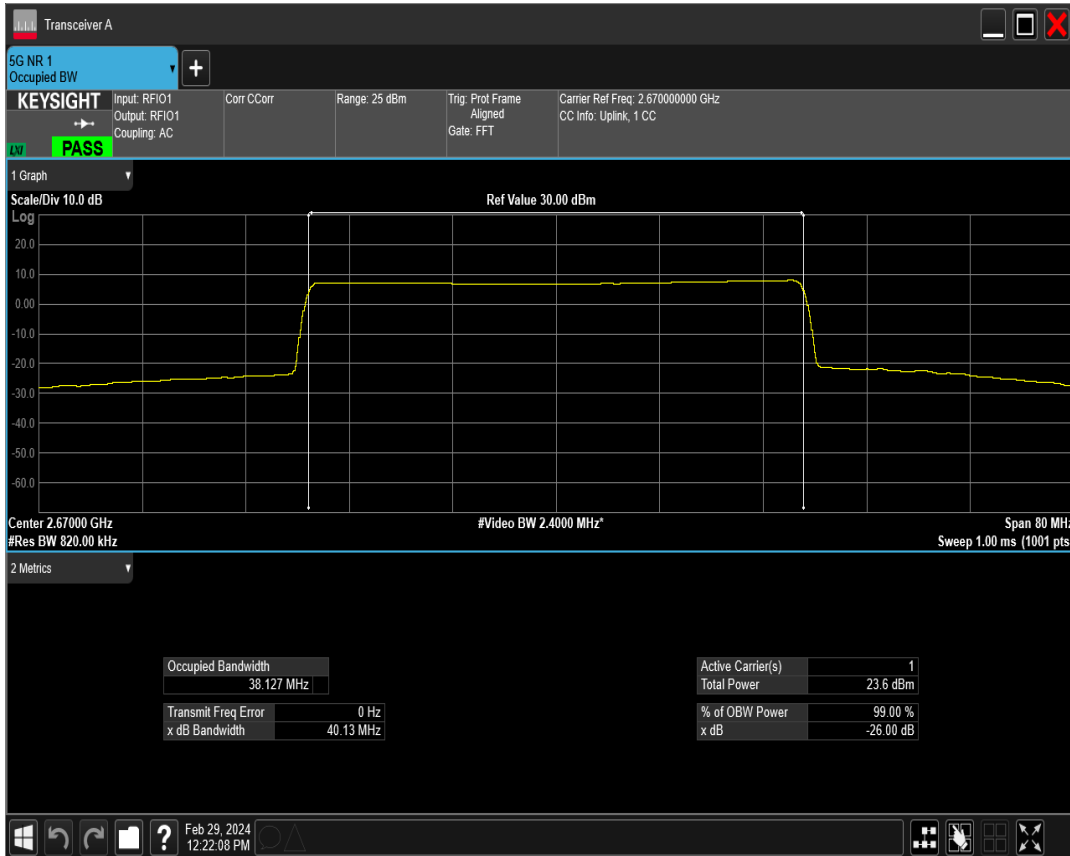 Transceiver A
5G NR 1
Occupied BW
KEYSIGHT
LXI
PASS
Input: RFIO1
Output: RFIO1
Coupling: AC
Corr CCorr
Range: 25 dBm
Trig: Prot Frame
Aligned
Gate: FFT
Carrier Ref Freq: 2.670000000 GHz
CC Info: Uplink, 1 CC
1 Graph
Scale/Div 10.0 dB
Ref Value 30.00 dBm
Log
20.0
10.0
0.00
-10.0
-20.0
-30.0
-40.0
-50.0
-60.0
Center 2.67000 GHz
#Video BW 2.4000 MHz*
Span 80 MHz
#Res BW 820.00 kHz
Sweep 1.00 ms (1001 pts
2 Metrics
Occupied Bandwidth
38.127 MHz
Transmit Freq Error 0 Hz
x dB Bandwidth 40.13 MHz
Active Carrier(s) 1
Total Power 23.6 dBm
% of OBW Power 99.00 %
x dB -26.00 dB
?
Feb 29, 2024
12:22:08 PM